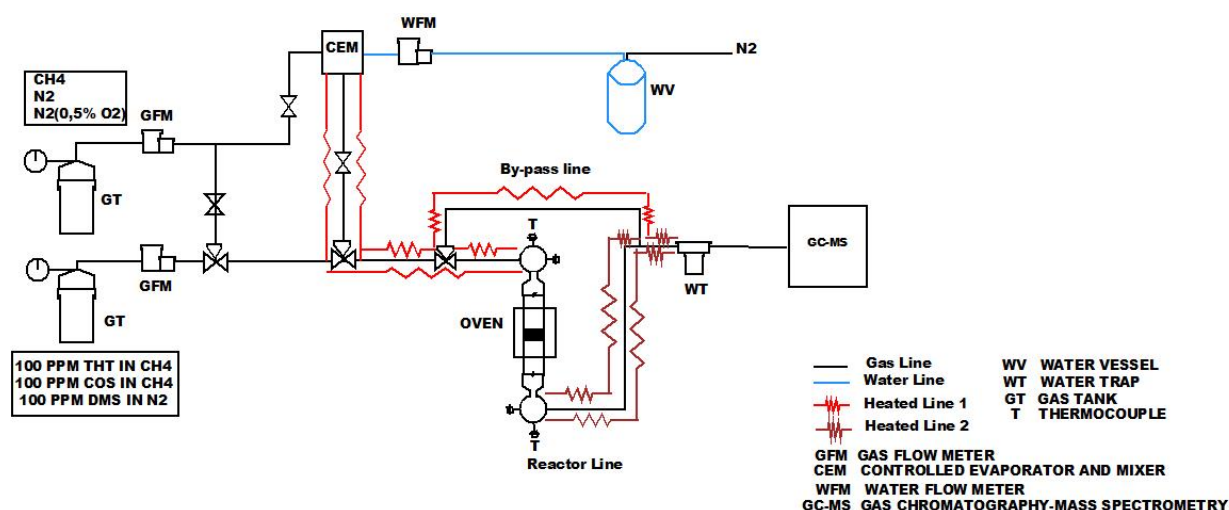 WFM
CEM
N2
WV
CH4
N2
N2(0,5% O2)
GFM
GT
By-pass line
T
GC-MS
WT
GFM
GT
OVEN
T
Reactor Line
100 PPM THT IN CH4
100 PPM COS IN CH4
100 PPM DMS IN N2
Gas Line
Water Line
Heated Line 1
Heated Line 2
WV WATER VESSEL
WT WATER TRAP
GT GAS TANK
T THERMOCOUPLE
GFM GAS FLOW METER
CEM CONTROLLED EVAPORATOR AND MIXER
WFM WATER FLOW METER
GC-MS GAS CHROMATOGRAPHY-MASS SPECTROMETRY